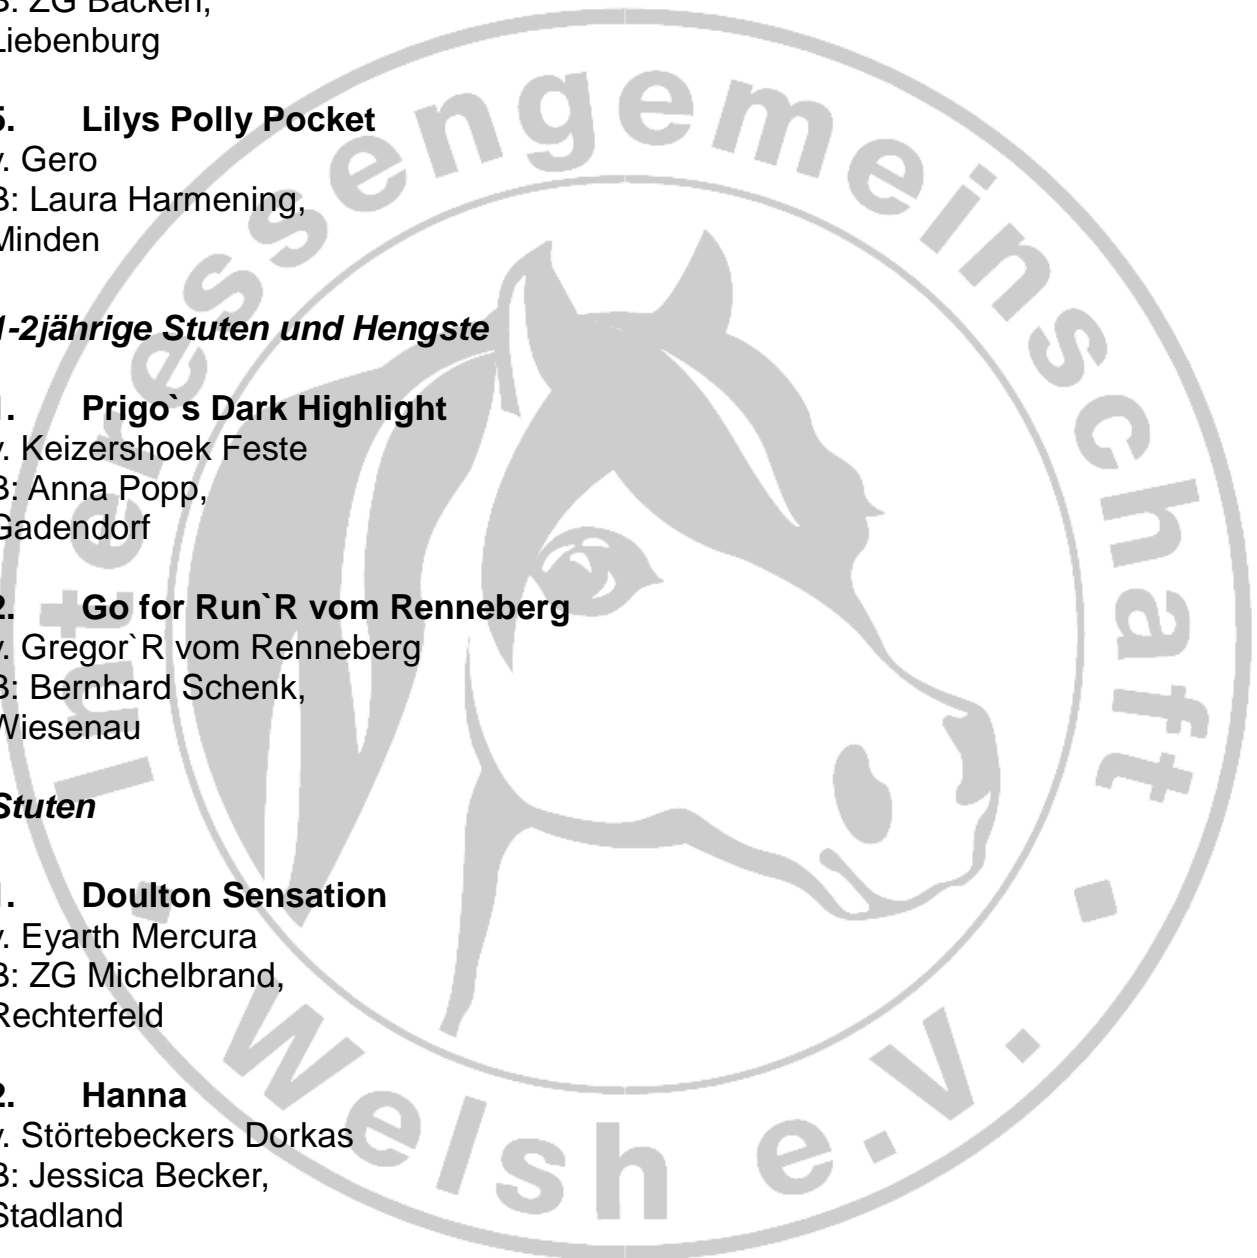 B: ZG Backen,
Liebenburg
5. Lilys Polly Pocket
v. Gero
B: Laura Harmening,
Minden
1-2jährige Stuten und Hengste
1. Prigo`s Dark Highlight
v. Keizershoek Feste
B: Anna Popp,
Gadendorf
2. Go for Run`R vom Renneberg
v. Gregor`R vom Renneberg
B: Bernhard Schenk,
Wiesenau
Stuten
1. Doulton Sensation
v. Eyarth Mercura
B: ZG Michelbrand,
Rechterfeld
2. Hanna
v. Störtebeckers Dorkas
B: Jessica Becker,
Stadland
Interessengemeinschaft
Welsh e.V.